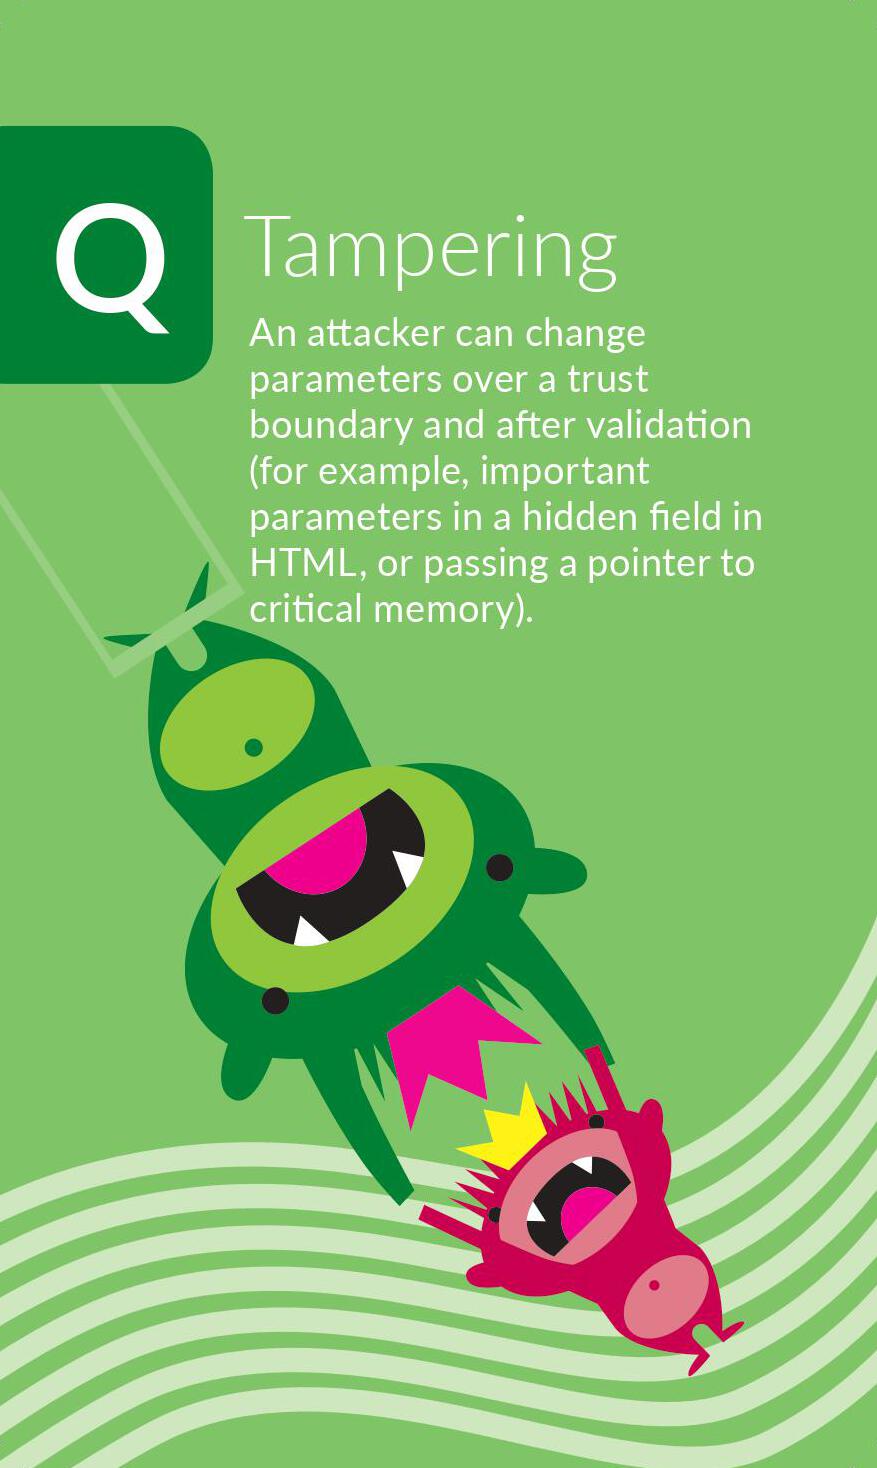 Q
Tampering
An attacker can change
parameters over a trust
boundary and after validation
(for example, important
parameters in a hidden field in
HTML, or passing a pointer to
critical memory).